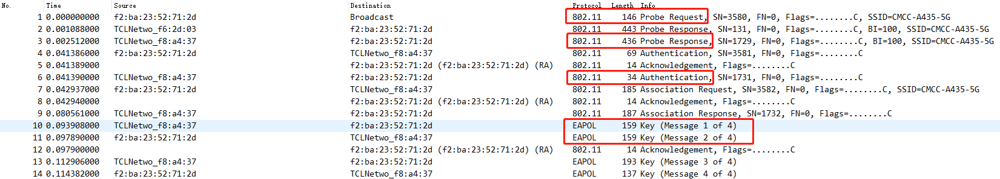 No. Time Source Destination Protocol Length Info
1 0.000000000 f2:ba:23:52:71:2d Broadcast 802.11 146 Probe Request, SN=3580, FN=0, Flags=........C, SSID=CMCC-A435-5G
2 0.001088000 TCLNetwo_f6:2d:03 f2:ba:23:52:71:2d 802.11 443 Probe Response, SN=131, FN=0, Flags=........C, BI=100, SSID=CMCC-A435-5G
3 0.002512000 TCLNetwo_f8:a4:37 f2:ba:23:52:71:2d 802.11 436 Probe Response, SN=1729, FN=0, Flags=........C, BI=100, SSID=CMCC-A435-5G
4 0.041386000 f2:ba:23:52:71:2d TCLNetwo_f8:a4:37 802.11 69 Authentication, SN=3581, FN=0, Flags=........C
5 0.041389000 f2:ba:23:52:71:2d (f2:ba:23:52:71:2d) (RA) 802.11 14 Acknowledgement, Flags=........C
6 0.041390000 TCLNetwo_f8:a4:37 f2:ba:23:52:71:2d 802.11 34 Authentication, SN=1731, FN=0, Flags=........C
7 0.042937000 f2:ba:23:52:71:2d TCLNetwo_f8:a4:37 802.11 185 Association Request, SN=3582, FN=0, Flags=........C, SSID=CMCC-A435-5G
8 0.042940000 f2:ba:23:52:71:2d (f2:ba:23:52:71:2d) (RA) 802.11 14 Acknowledgement, Flags=........C
9 0.080561000 TCLNetwo_f8:a4:37 f2:ba:23:52:71:2d 802.11 187 Association Response, SN=1732, FN=0, Flags=........C
10 0.093908000 TCLNetwo_f8:a4:37 f2:ba:23:52:71:2d EAPOL 159 Key (Message 1 of 4)
11 0.097890000 f2:ba:23:52:71:2d TCLNetwo_f8:a4:37 EAPOL 159 Key (Message 2 of 4)
12 0.097900000 f2:ba:23:52:71:2d (f2:ba:23:52:71:2d) (RA) 802.11 14 Acknowledgement, Flags=........C
13 0.112906000 TCLNetwo_f8:a4:37 f2:ba:23:52:71:2d EAPOL 193 Key (Message 3 of 4)
14 0.114382000 f2:ba:23:52:71:2d TCLNetwo_f8:a4:37 EAPOL 137 Key (Message 4 of 4)